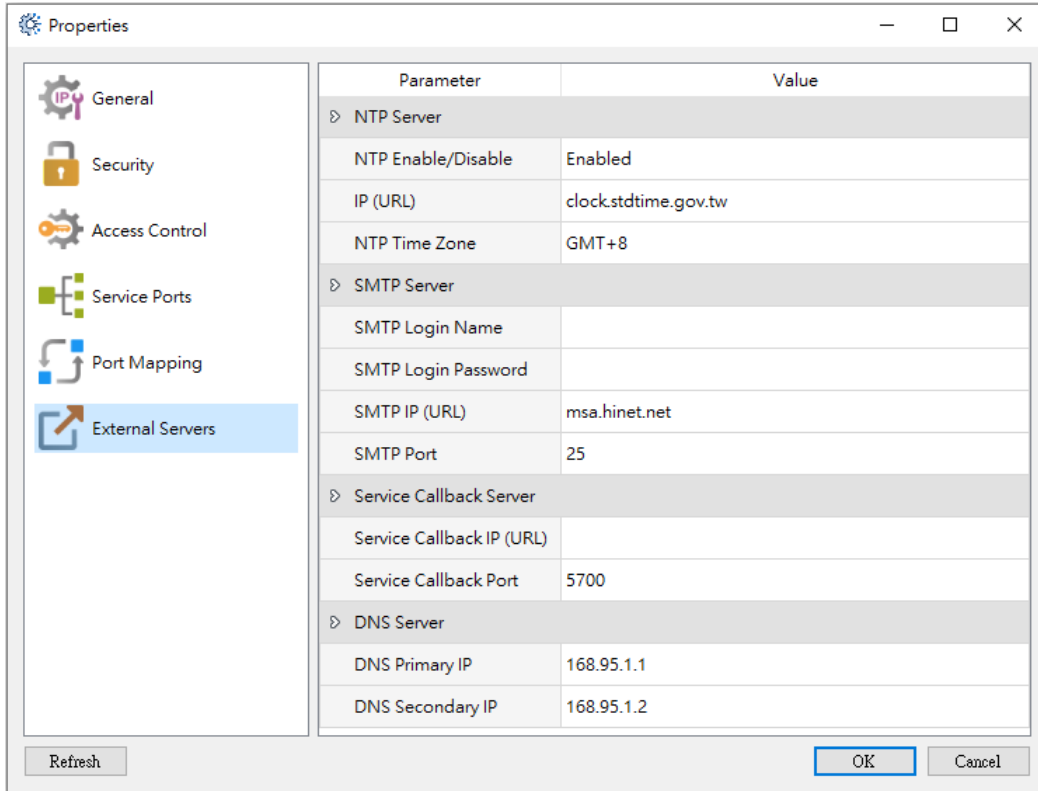 Properties
General
Security
Access Control
Service Ports
Port Mapping
External Servers
Parameter Value
NTP Server
NTP Enable/Disable Enabled
IP (URL) clock.stdtime.gov.tw
NTP Time Zone GMT+8
SMTP Server
SMTP Login Name
SMTP Login Password
SMTP IP (URL) msa.hinet.net
SMTP Port 25
Service Callback Server
Service Callback IP (URL)
Service Callback Port 5700
DNS Server
DNS Primary IP 168.95.1.1
DNS Secondary IP 168.95.1.2
Refresh OK Cancel